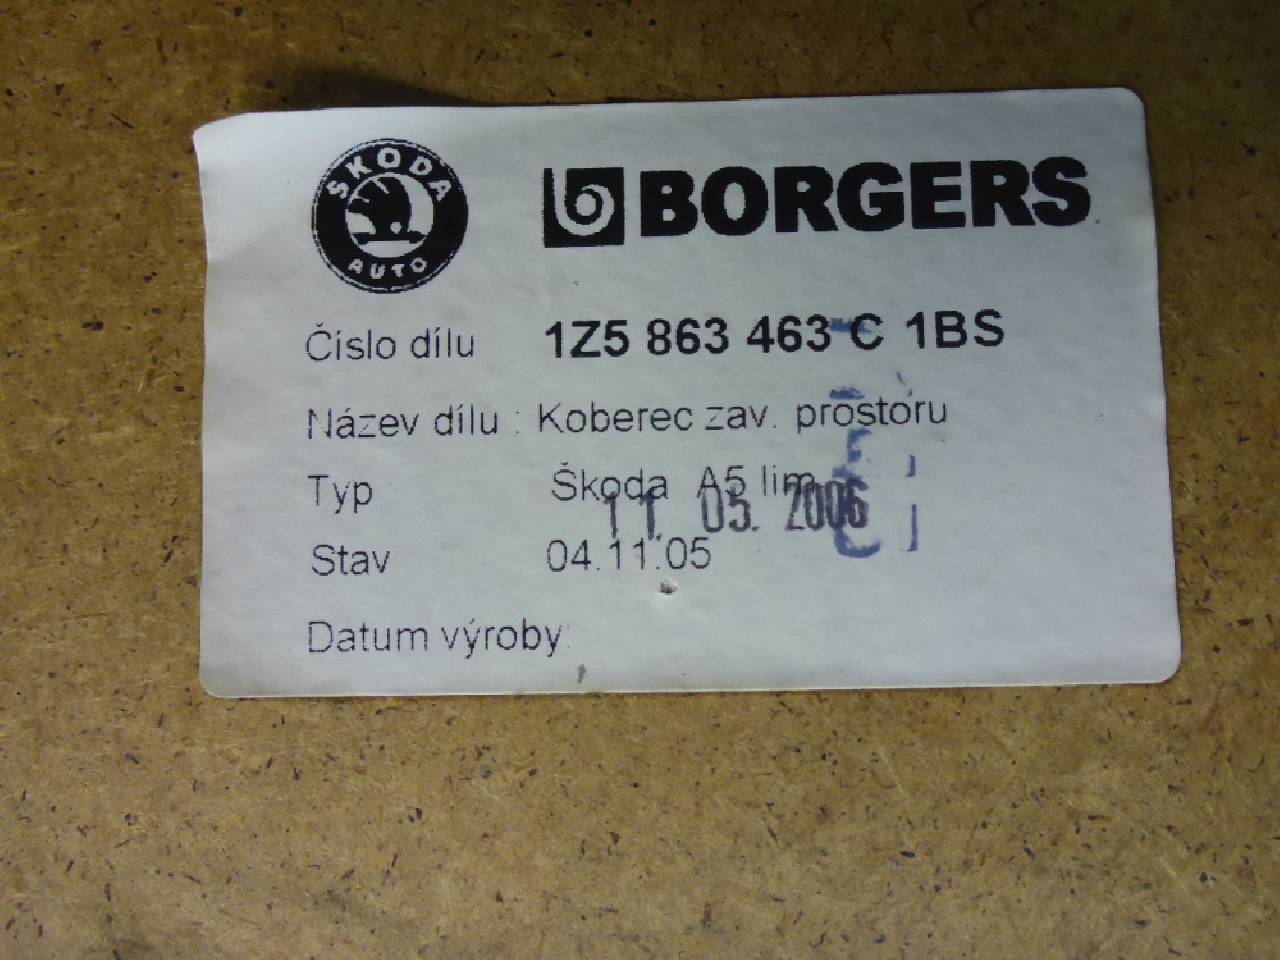 ŠKODA
AUTO
BORGERS
Číslo dílu 1Z5 863 463 C 1BS
Název dílu : Koberec zav. prostoru
Typ Škoda A5 lim.
11. 05. 2006
Stav 04.11.05
Datum výroby: